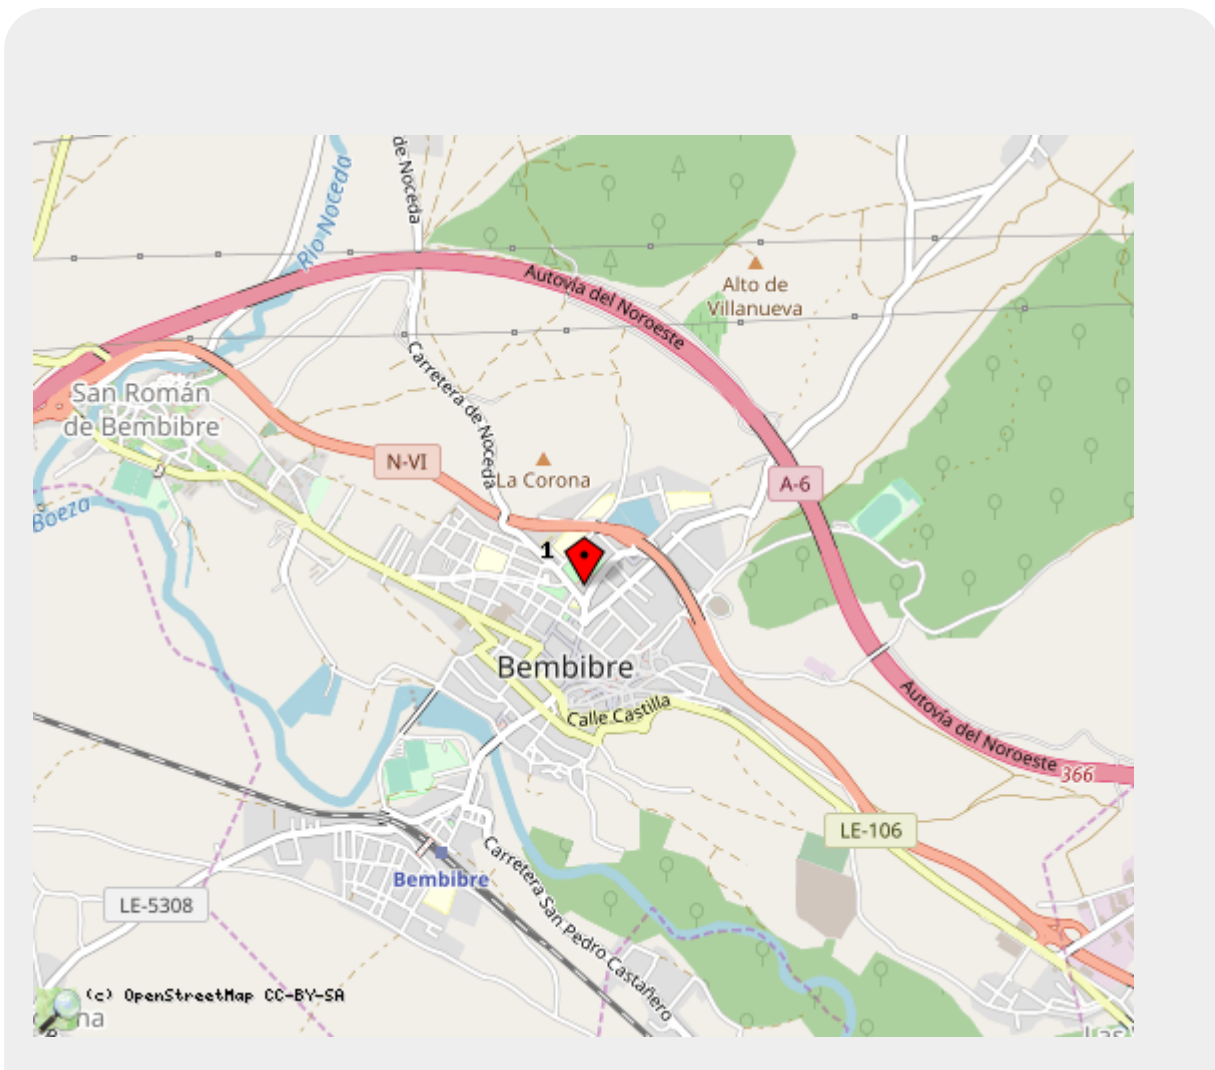 de Noceda
Río Noceda
Autovía del Noroeste
Alto de
Villanueva
Carretera de Noceda
San Román
de Bembibre
N-VI
La Corona
A-6
Boeza
1
Bembibre
Calle Castilla
Autovía del Noroeste
366
LE-106
Carretera San Pedro Castañero
Bembibre
LE-5308
(c) OpenStreetMap CC-BY-SA
na
Las